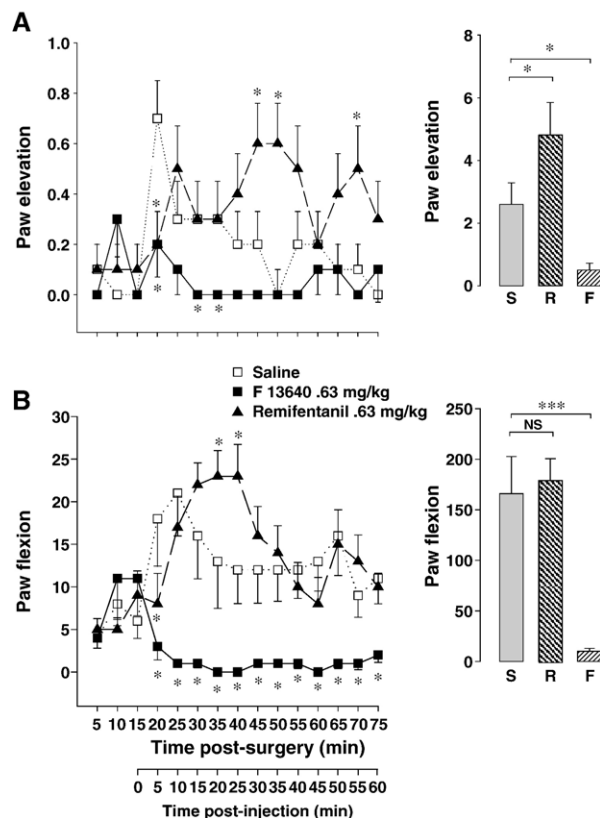 A
Paw elevation
1.0
0.8
0.6
0.4
0.2
0.0
* * * * * * *
Paw elevation
8
6
4
2
0
*
*
S R F
Saline
F 13640 .63 mg/kg
Remifentanil .63 mg/kg
B
Paw flexion
30
25
20
15
10
5
0
* *
*
* * * * * * * * * * * *
5 10 15 20 25 30 35 40 45 50 55 60 65 70 75
Time post-surgery (min)
0 5 10 15 20 25 30 35 40 45 50 55 60
Time post-injection (min)
Paw flexion
250
200
150
100
50
0
***
NS
S R F